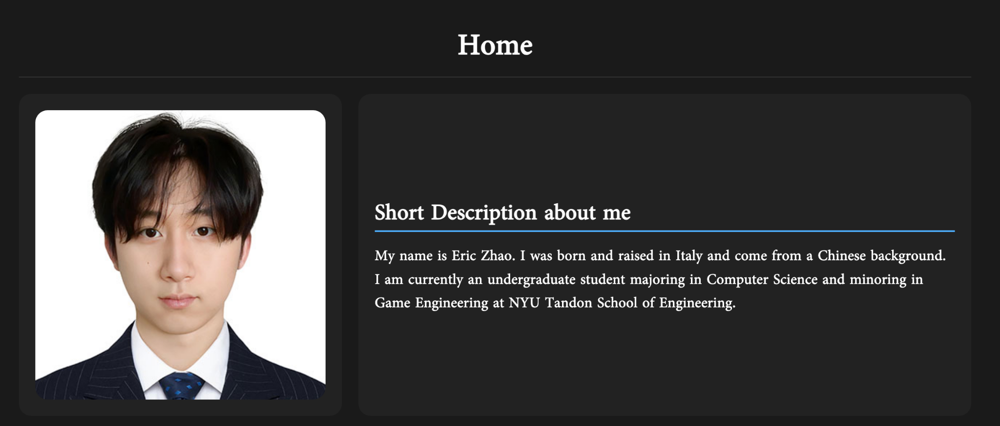 Home
Short Description about me
My name is Eric Zhao. I was born and raised in Italy and come from a Chinese background.
I am currently an undergraduate student majoring in Computer Science and minoring in
Game Engineering at NYU Tandon School of Engineering.